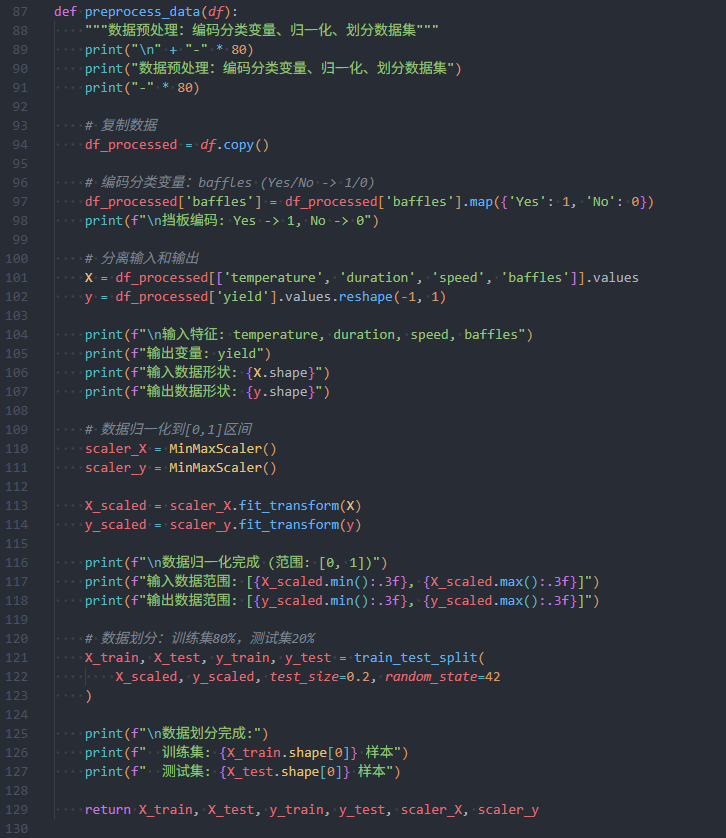 87 def preprocess_data(df):
88     """数据预处理: 编码分类变量、归一化、划分数据集"""
89     print("\n" + "-" * 80)
90     print("数据预处理: 编码分类变量、归一化、划分数据集")
91     print("-" * 80)
92
93     # 复制数据
94     df_processed = df.copy()
95
96     # 编码分类变量: baffles (Yes/No -> 1/0)
97     df_processed['baffles'] = df_processed['baffles'].map({'Yes': 1, 'No': 0})
98     print(f"\n挡板编码: Yes -> 1, No -> 0")
99
100     # 分离输入和输出
101     X = df_processed[['temperature', 'duration', 'speed', 'baffles']].values
102     y = df_processed['yield'].values.reshape(-1, 1)
103
104     print(f"\n输入特征: temperature, duration, speed, baffles")
105     print(f"输出变量: yield")
106     print(f"输入数据形状: {X.shape}")
107     print(f"输出数据形状: {y.shape}")
108
109     # 数据归一化到[0,1]区间
110     scaler_X = MinMaxScaler()
111     scaler_y = MinMaxScaler()
112
113     X_scaled = scaler_X.fit_transform(X)
114     y_scaled = scaler_y.fit_transform(y)
115
116     print(f"\n数据归一化完成 (范围: [0, 1])")
117     print(f"输入数据范围: [{X_scaled.min():.3f}, {X_scaled.max():.3f}]")
118     print(f"输出数据范围: [{y_scaled.min():.3f}, {y_scaled.max():.3f}]")
119
120     # 数据划分: 训练集80%, 测试集20%
121     X_train, X_test, y_train, y_test = train_test_split(
122         X_scaled, y_scaled, test_size=0.2, random_state=42
123     )
124
125     print(f"\n数据划分完成:")
126     print(f"  训练集: {X_train.shape[0]} 样本")
127     print(f"  测试集: {X_test.shape[0]} 样本")
128
129     return X_train, X_test, y_train, y_test, scaler_X, scaler_y
130